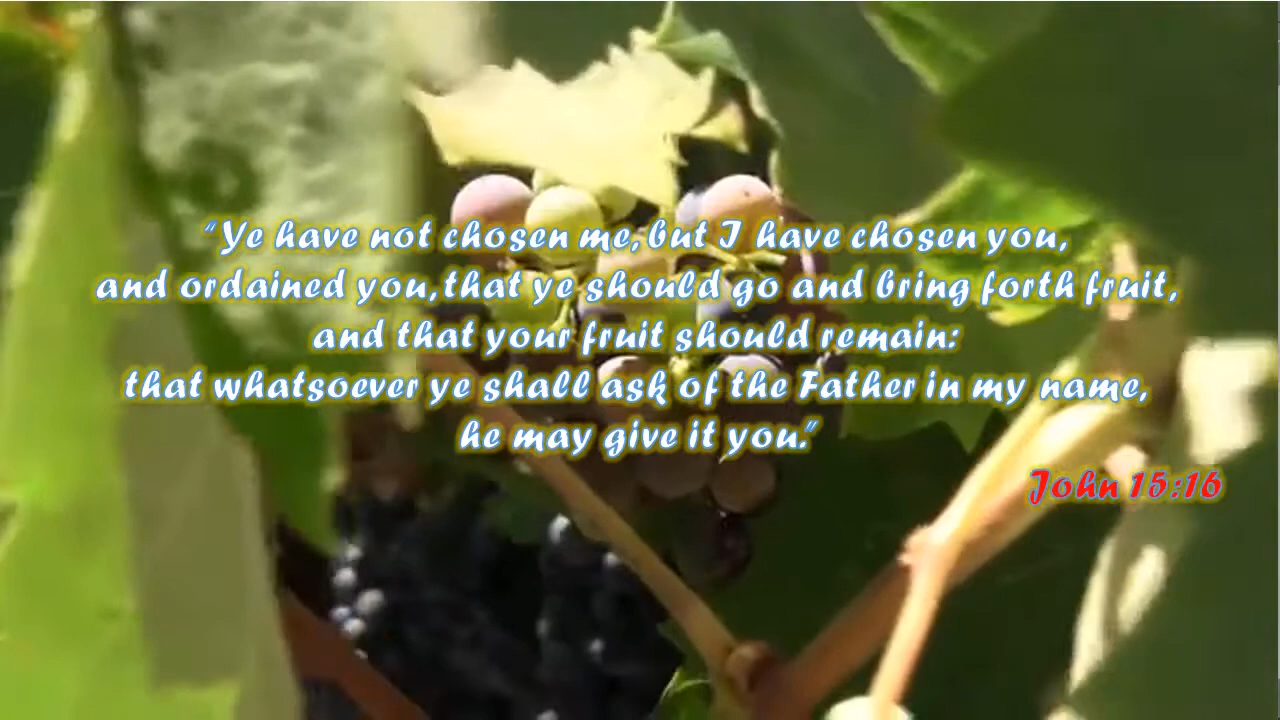 “Ye have not chosen me, but I have chosen you,
and ordained you, that ye should go and bring forth fruit,
and that your fruit should remain:
that whatsoever ye shall ask of the Father in my name,
he may give it you.”
John 15:16